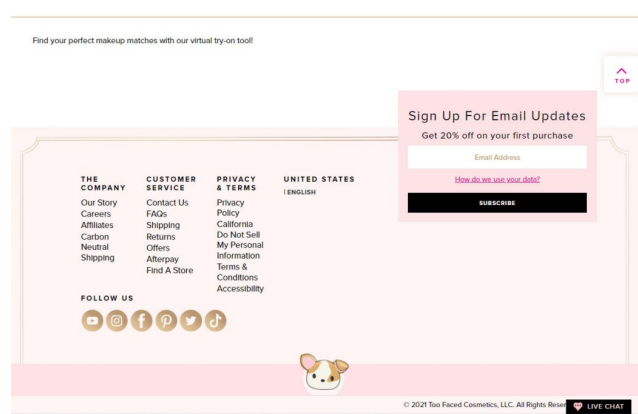 Find your perfect makeup matches with our virtual try-on tool!
TOP
Sign Up For Email Updates
Get 20% off on your first purchase
Email Address
How do we use your data?
SUBSCRIBE
THE
COMPANY
Our Story
Careers
Affiliates
Carbon
Neutral
Shipping
CUSTOMER
SERVICE
Contact Us
FAQs
Shipping
Returns
Offers
Afterpay
Find A Store
PRIVACY
& TERMS
Privacy
Policy
California
Do Not Sell
My Personal
Information
Terms &
Conditions
Accessibility
UNITED STATES
| ENGLISH
FOLLOW US
© 2021 Too Faced Cosmetics, LLC. All Rights Reser
LIVE CHAT